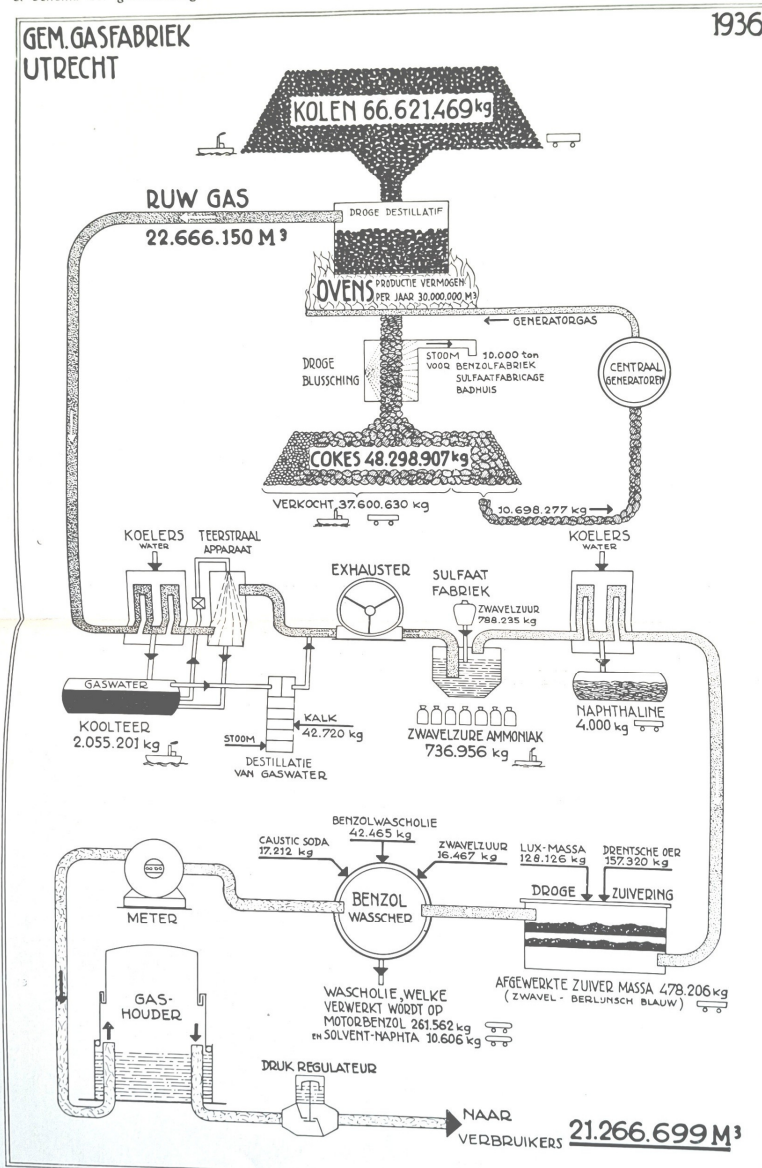 GEM. GASFABRIEK
UTRECHT
1936
KOLEN 66.621.469 kg
RUW GAS
22.666.150 M³
DROGE DESTILLATIF
OVENS PRODUCTIE VERMOGEN
PER JAAR 30.000.000 M³
GENERATORGAS
DROGE
BLUSSCHING
STOOM 10.000 ton
VOOR BENZOLFABRIEK
SULFAATFABRICAGE
BADHUIS
CENTRAAL
GENERATOREN
COKES 48.298.907 kg
VERKOCHT 37.600.630 kg
10.698.277 kg
KOELERS
WATER
TEERSTRAAL
APPARAAT
EXHAUSTER
SULFAAT
FABRIEK
ZWAVELZUUR
788.235 kg
KOELERS
WATER
GASWATER
KOOLTEER
2.055.201 kg
STOOM
KALK
42.720 kg
DESTILLATIE
VAN GASWATER
ZWAVELZURE AMMONIAK
736.956 kg
NAPHTHALINE
4.000 kg
METER
CAUSTIC SODA
17.212 kg
BENZOLWASCHOLIE
42.465 kg
ZWAVELZUUR
16.467 kg
BENZOL
WASSCHER
LUX-MASSA
128.126 kg
DRENTSCHE OER
157.320 kg
DROGE ZUIVERING
AFGEWERKTE ZUIVER MASSA 478.206 kg
(ZWAVEL - BERLIJNSCH BLAUW)
WASCHOLIE, WELKE
VERWERKT WORDT OP
MOTORBENZOL 261.562 kg
EN SOLVENT-NAPHTA 10.606 kg
GAS-
HOUDER
DRUK REGULATEUR
NAAR
VERBRUIKERS 21.266.699 M³